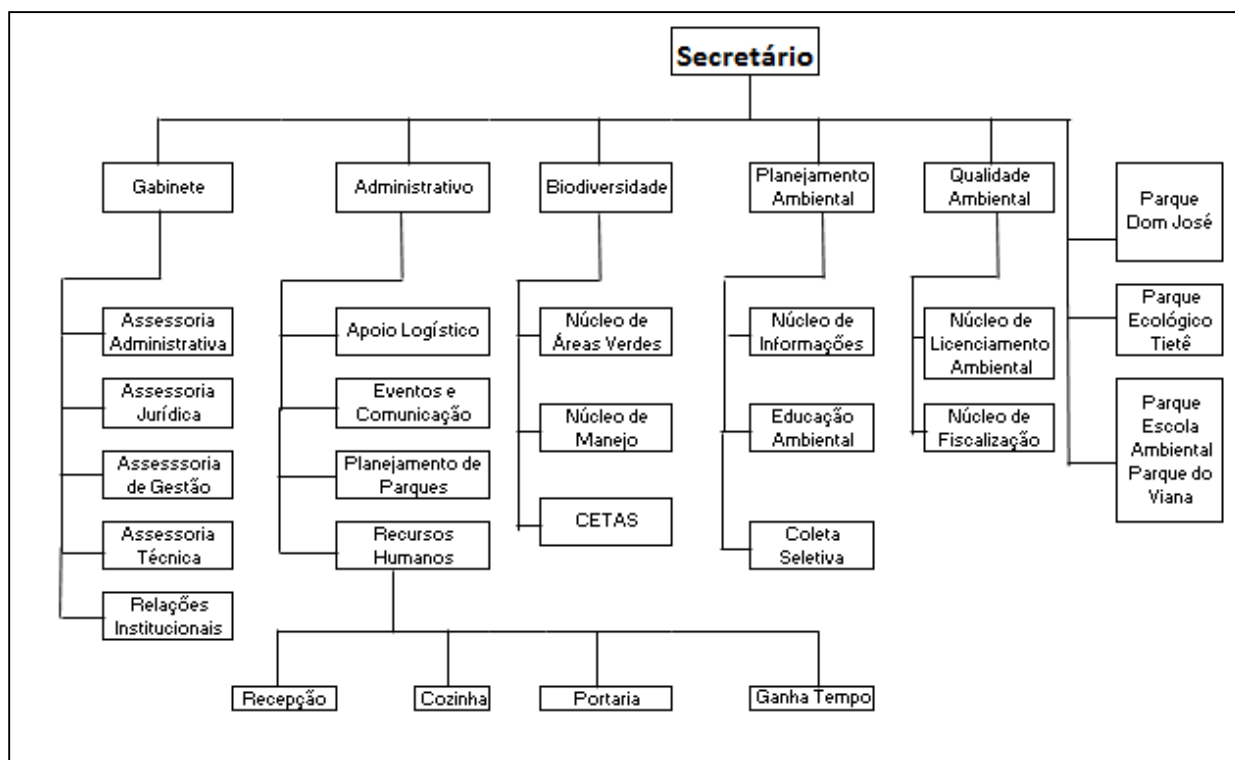 Secretário
Gabinete
Administrativo
Biodiversidade
Planejamento
Ambiental
Qualidade
Ambiental
Parque
Dom José
Parque
Ecológico
Tietê
Parque
Escola
Ambiental
Parque do
Viana
Assessoria
Administrativa
Assessoria
Jurídica
Assesssoria
de Gestão
Assessoria
Técnica
Relações
Institucionais
Apoio Logístico
Eventos e
Comunicação
Planejamento de
Parques
Recursos
Humanos
Núcleo de
Áreas Verdes
Núcleo de
Manejo
CETAS
Núcleo de
Informações
Educação
Ambiental
Coleta
Seletiva
Núcleo de
Licenciamento
Ambiental
Núcleo de
Fiscalização
Recepção
Cozinha
Portaria
Ganha Tempo